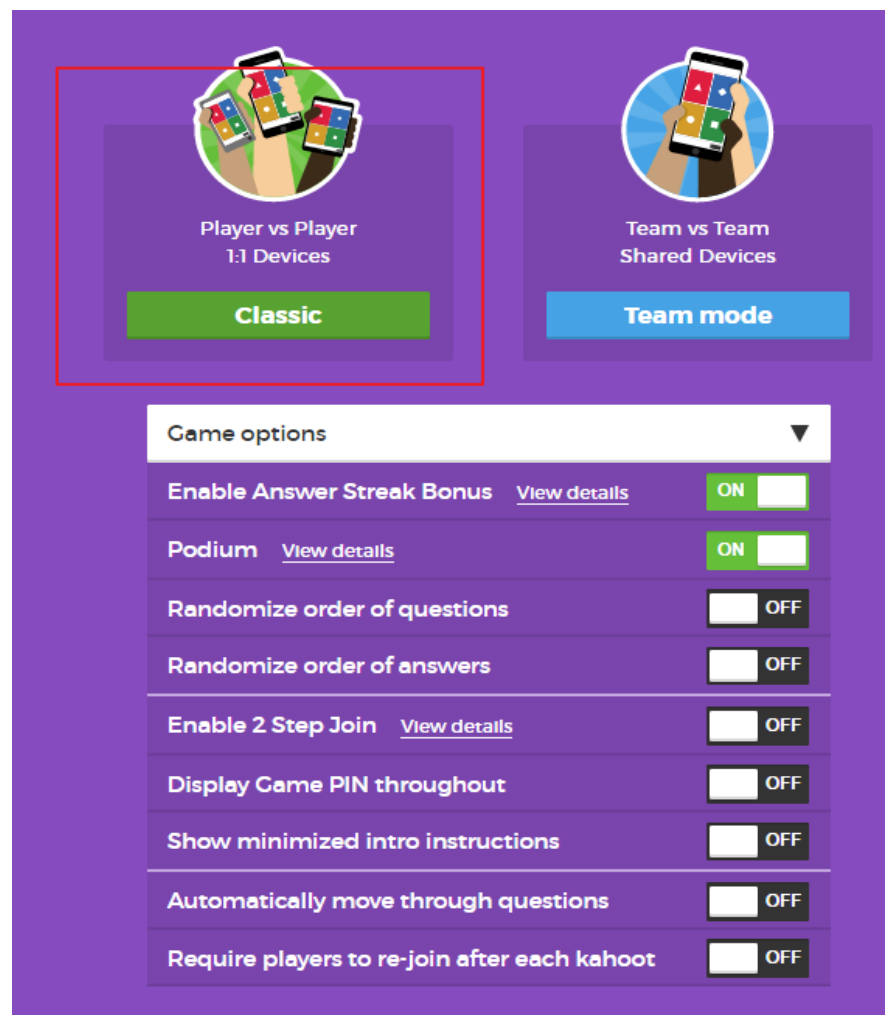 Player vs Player
1:1 Devices
Classic
Team vs Team
Shared Devices
Team mode
Game options
Enable Answer Streak Bonus View details ON
Podium View details ON
Randomize order of questions OFF
Randomize order of answers OFF
Enable 2 Step Join View details OFF
Display Game PIN throughout OFF
Show minimized intro instructions OFF
Automatically move through questions OFF
Require players to re-join after each kahoot OFF